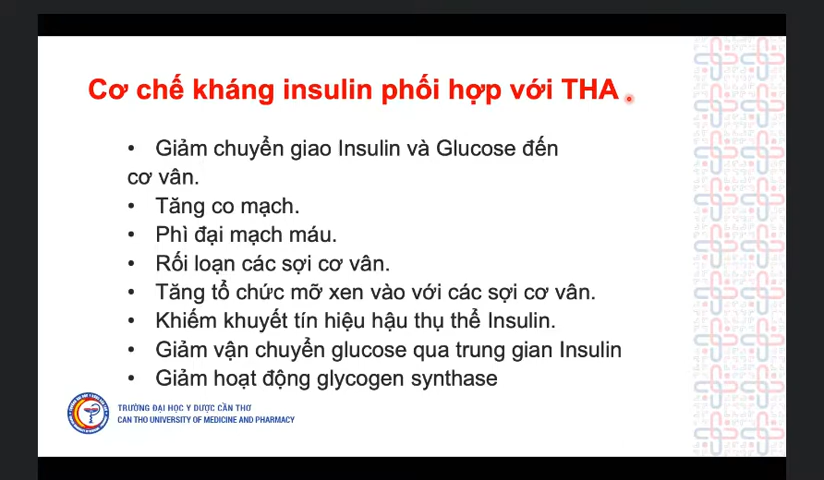 Cơ chế kháng insulin phối hợp với THA .
• Giảm chuyển giao Insulin và Glucose đến
cơ vân.
• Tăng co mạch.
• Phì đại mạch máu.
• Rối loạn các sợi cơ vân.
• Tăng tổ chức mỡ xen vào với các sợi cơ vân.
• Khiếm khuyết tín hiệu hậu thụ thể Insulin.
• Giảm vận chuyển glucose qua trung gian Insulin
• Giảm hoạt động glycogen synthase
TRƯỜNG ĐẠI HỌC Y DƯỢC CẦN THƠ
CAN THO UNIVERSITY OF MEDICINE AND PHARMACY